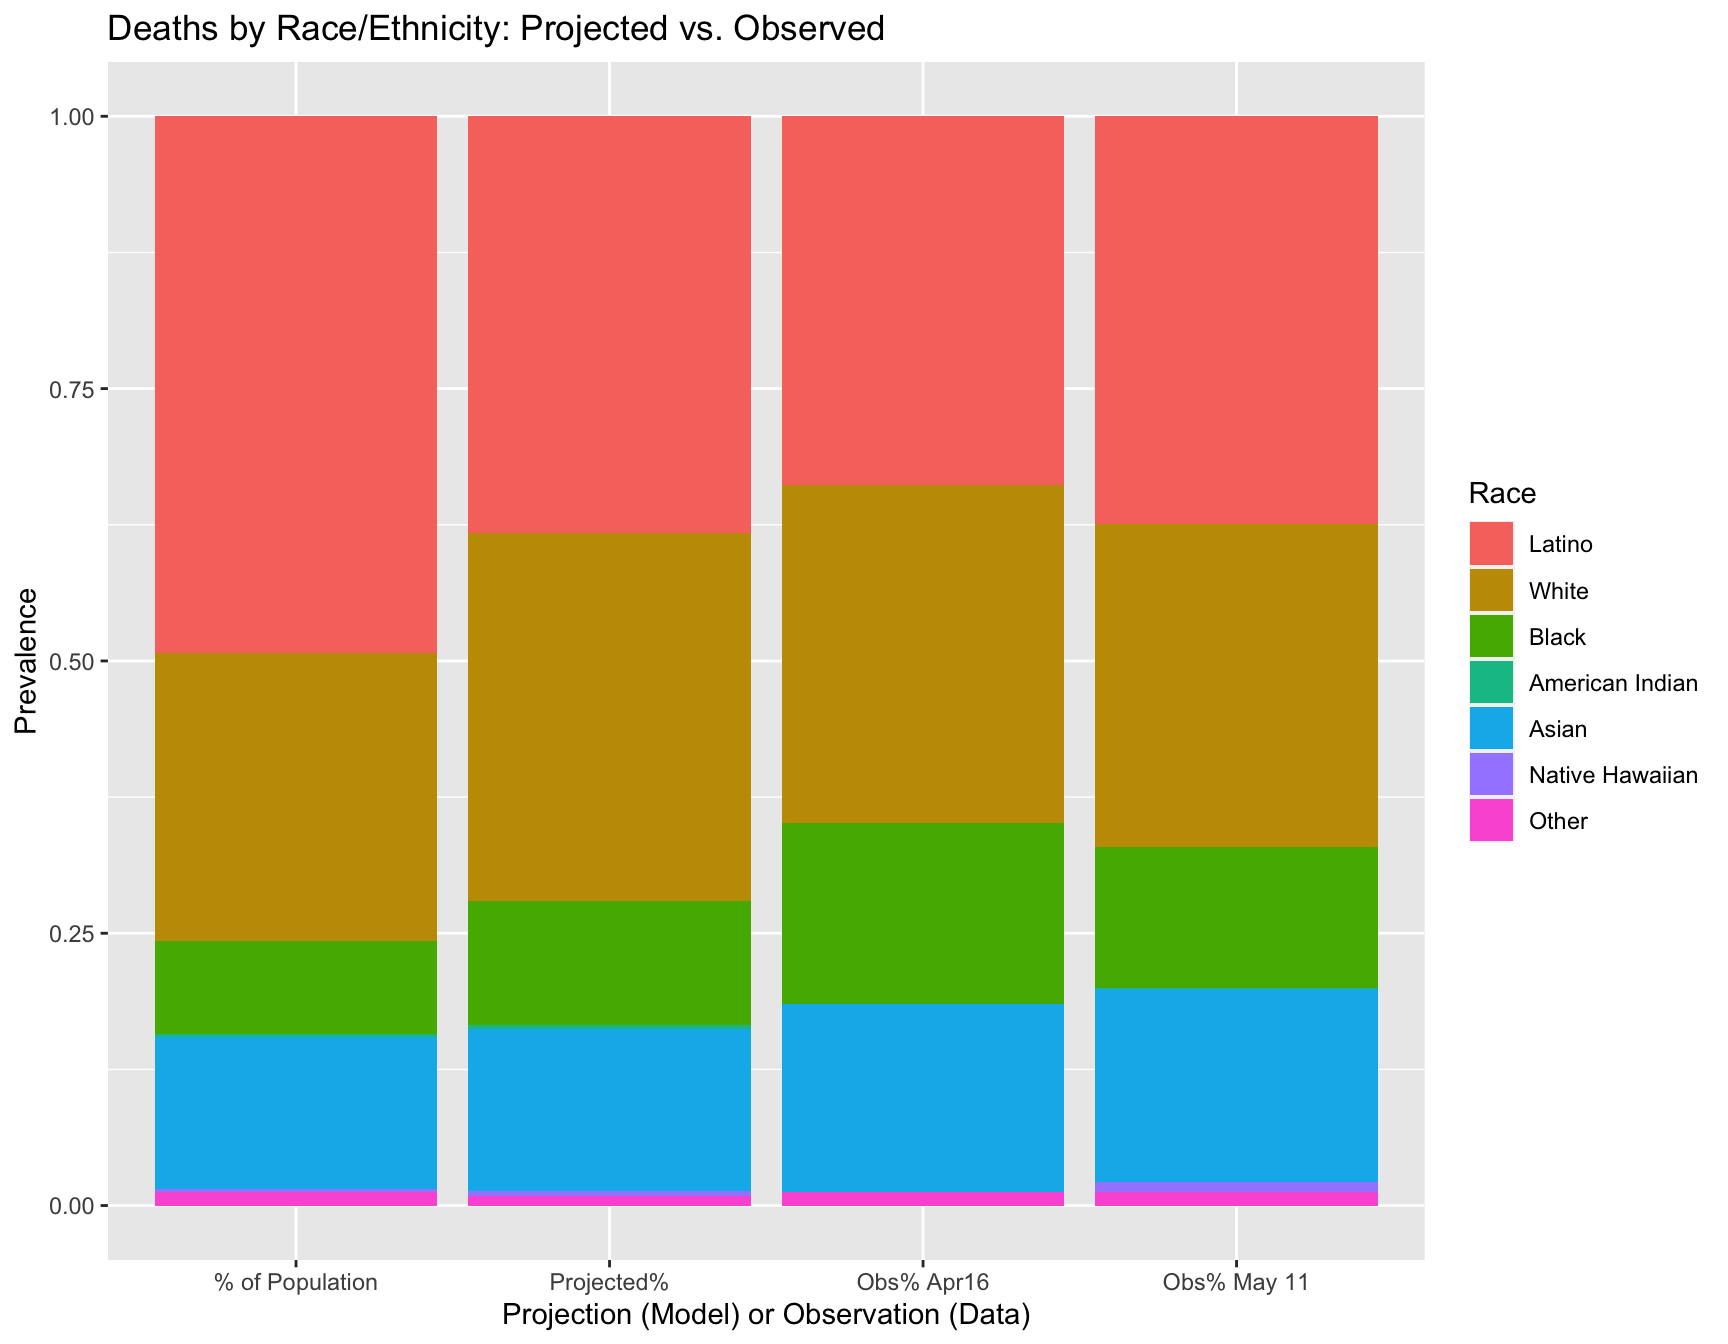 Deaths by Race/Ethnicity: Projected vs. Observed
1.00
0.75
0.50
0.25
0.00
Prevalence
% of Population
Projected%
Obs% Apr16
Obs% May 11
Projection (Model) or Observation (Data)
Race
Latino
White
Black
American Indian
Asian
Native Hawaiian
Other